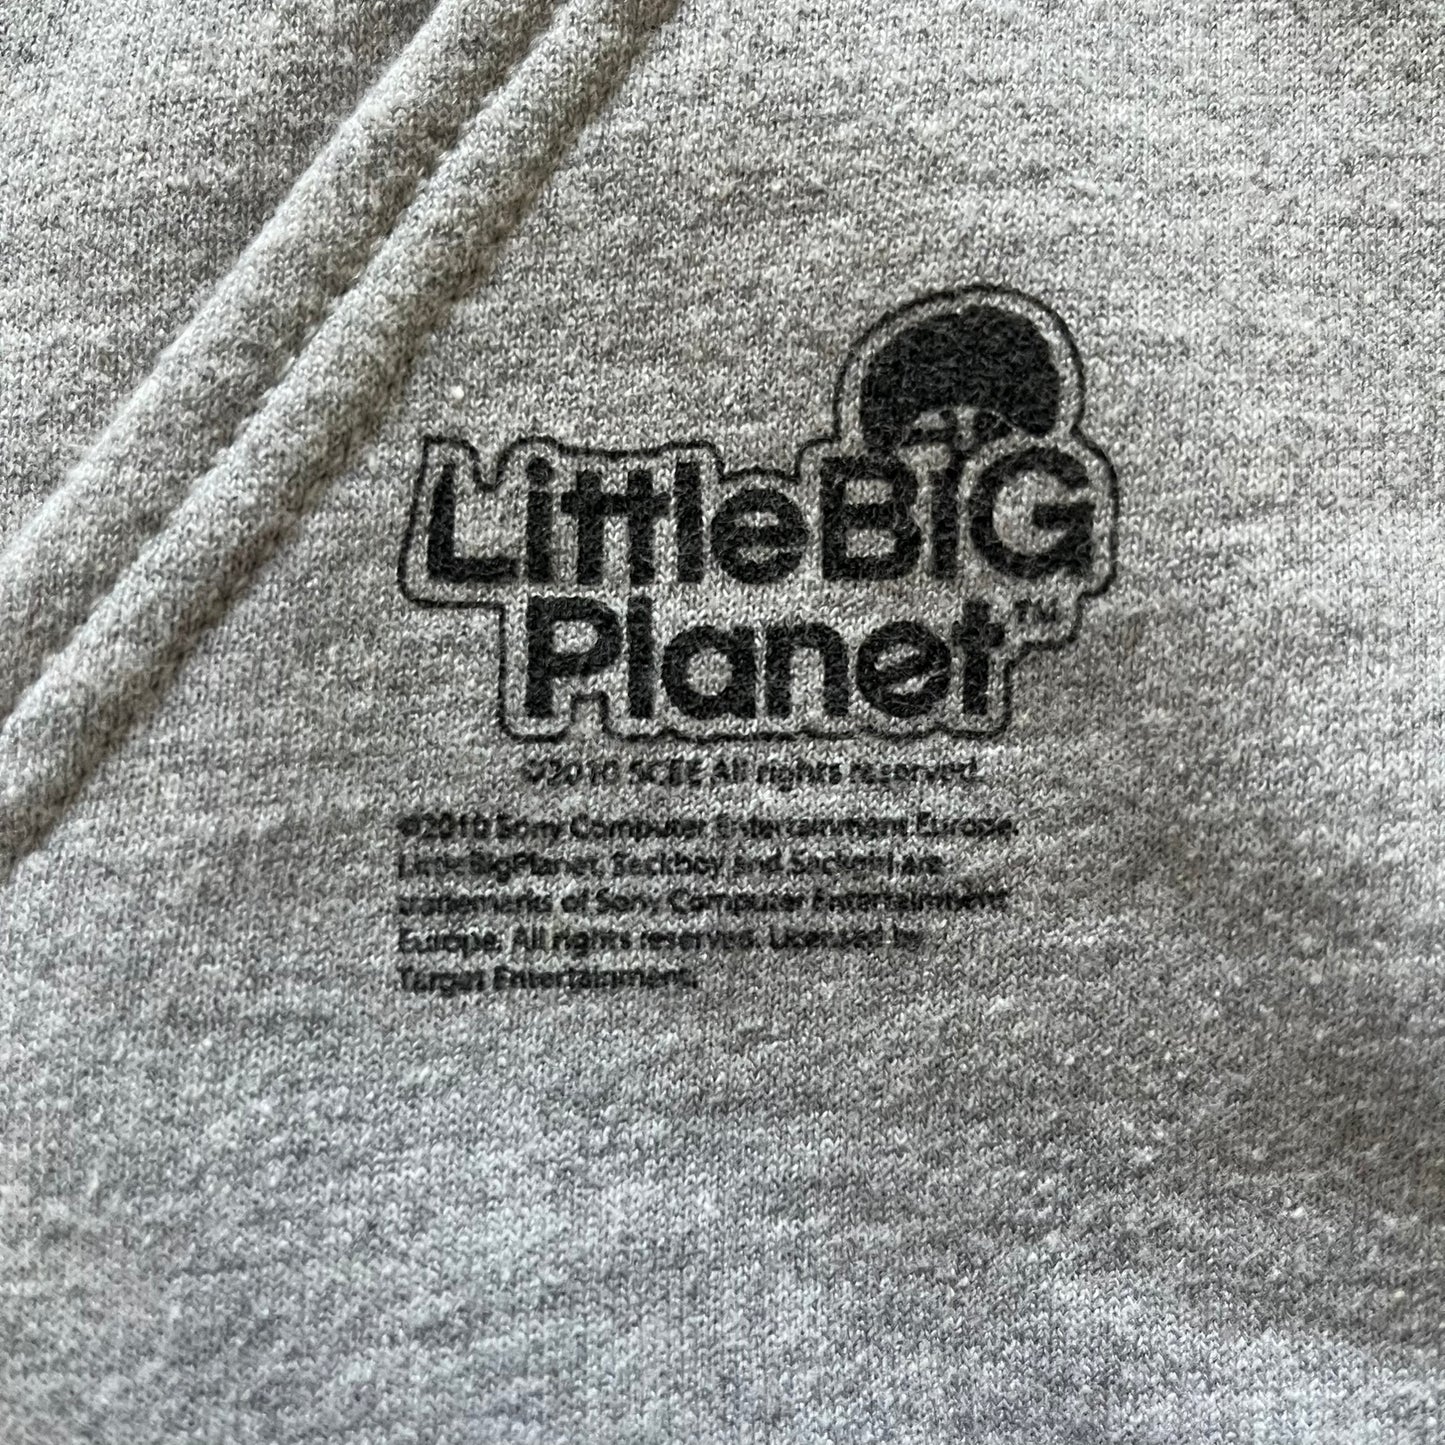 LittleBIG
Planet™
©2010 SCEE All rights reserved.
©2010 Sony Computer Entertainment Europe.
LittleBigPlanet, Sackboy and Sackgirl are
trademarks of Sony Computer Entertainment
Europe. All rights reserved. Licensed by
Target Entertainment.